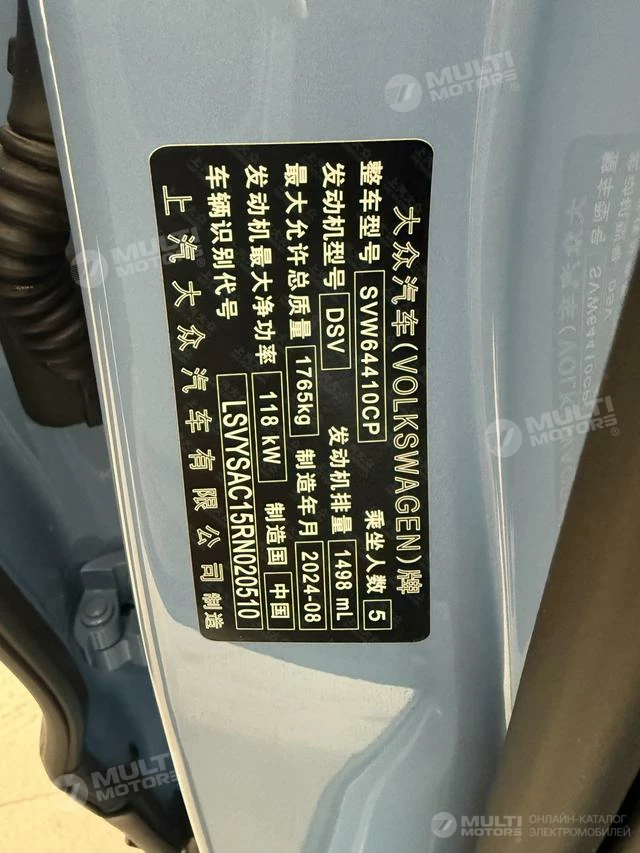 大众汽车(VOLKSWAGEN)牌
整车型号 SVW64410CP 乘坐人数 5
发动机型号 DSV 发动机排量 1498 mL
最大允许总质量 1765kg 制造年月 2024-08
发动机最大净功率 118 kW 制造国 中国
车辆识别代号 LSVYSAC15RN020510
上汽大众汽车有限公司制造
MULTI MOTORS
MULTI MOTORS
MULTI MOTORS
MULTI MOTORS
MULTI MOTORS
ОНЛАЙН-КАТАЛОГ ЭЛЕКТРОМОБИЛЕЙ